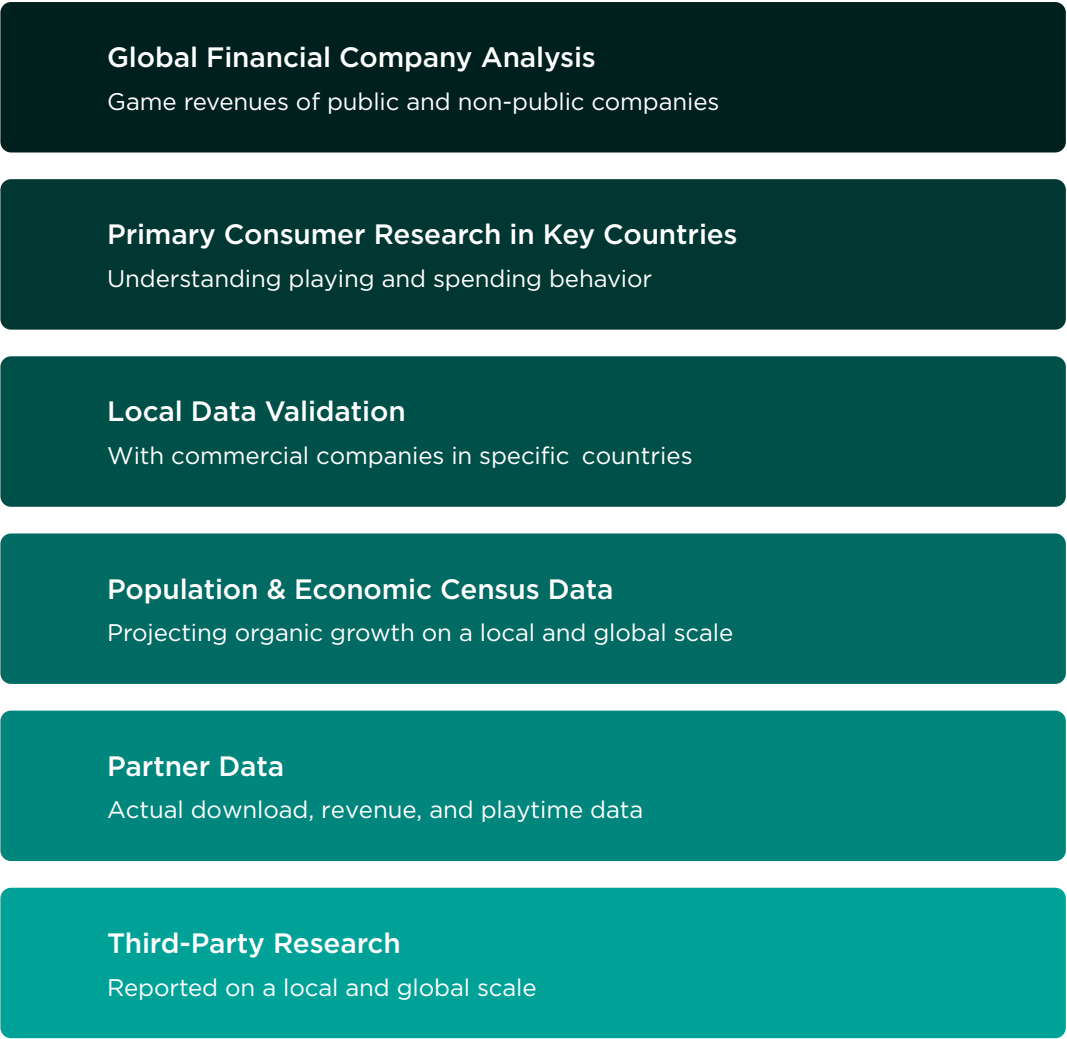 Global Financial Company Analysis
Game revenues of public and non-public companies
Primary Consumer Research in Key Countries
Understanding playing and spending behavior
Local Data Validation
With commercial companies in specific  countries
Population & Economic Census Data
Projecting organic growth on a local and global scale
Partner Data
Actual download, revenue, and playtime data
Third-Party Research
Reported on a local and global scale